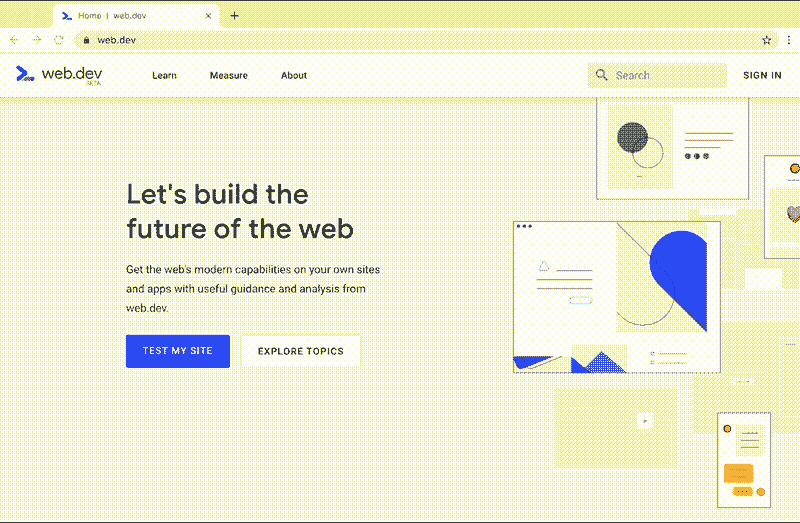 Home | web.dev
web.dev
web.dev
BETA
Learn
Measure
About
Search
SIGN IN
Let's build the
future of the web
Get the web's modern capabilities on your own sites
and apps with useful guidance and analysis from
web.dev.
TEST MY SITE
EXPLORE TOPICS